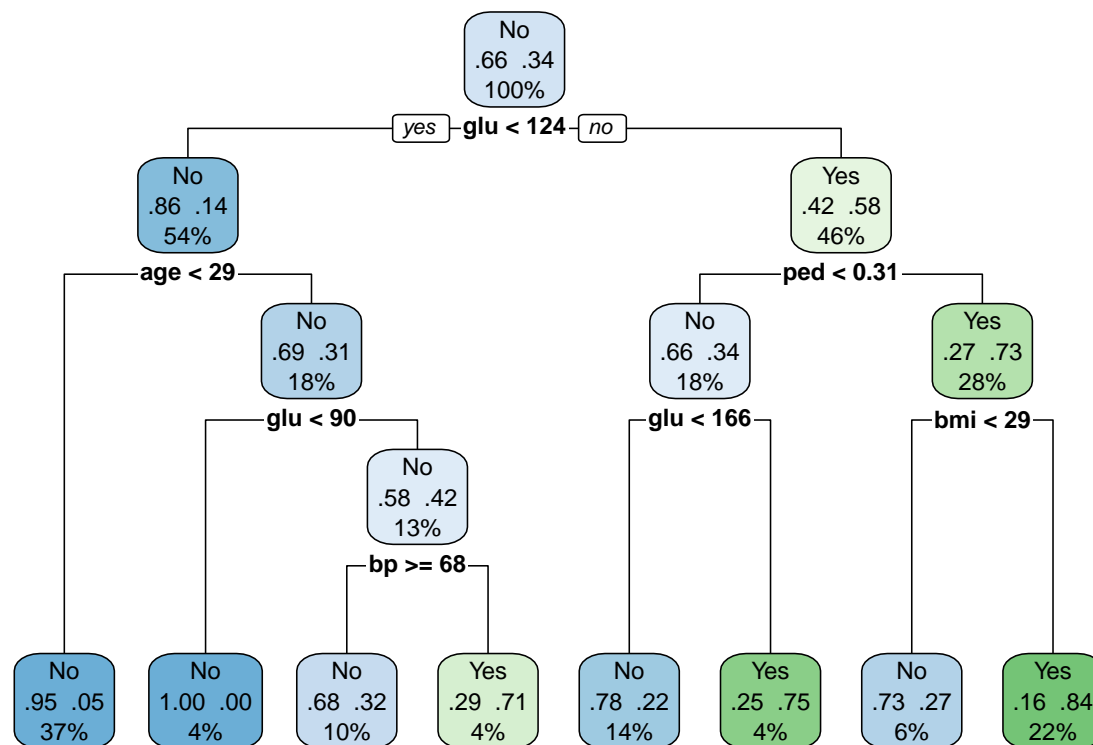 No
.66 .34
100%
yes glu < 124 no
No
.86 .14
54%
Yes
.42 .58
46%
age < 29
ped < 0.31
No
.69 .31
18%
No
.66 .34
18%
Yes
.27 .73
28%
glu < 90
glu < 166
bmi < 29
No
.58 .42
13%
bp >= 68
No
.95 .05
37%
No
1.00 .00
4%
No
.68 .32
10%
Yes
.29 .71
4%
No
.78 .22
14%
Yes
.25 .75
4%
No
.73 .27
6%
Yes
.16 .84
22%